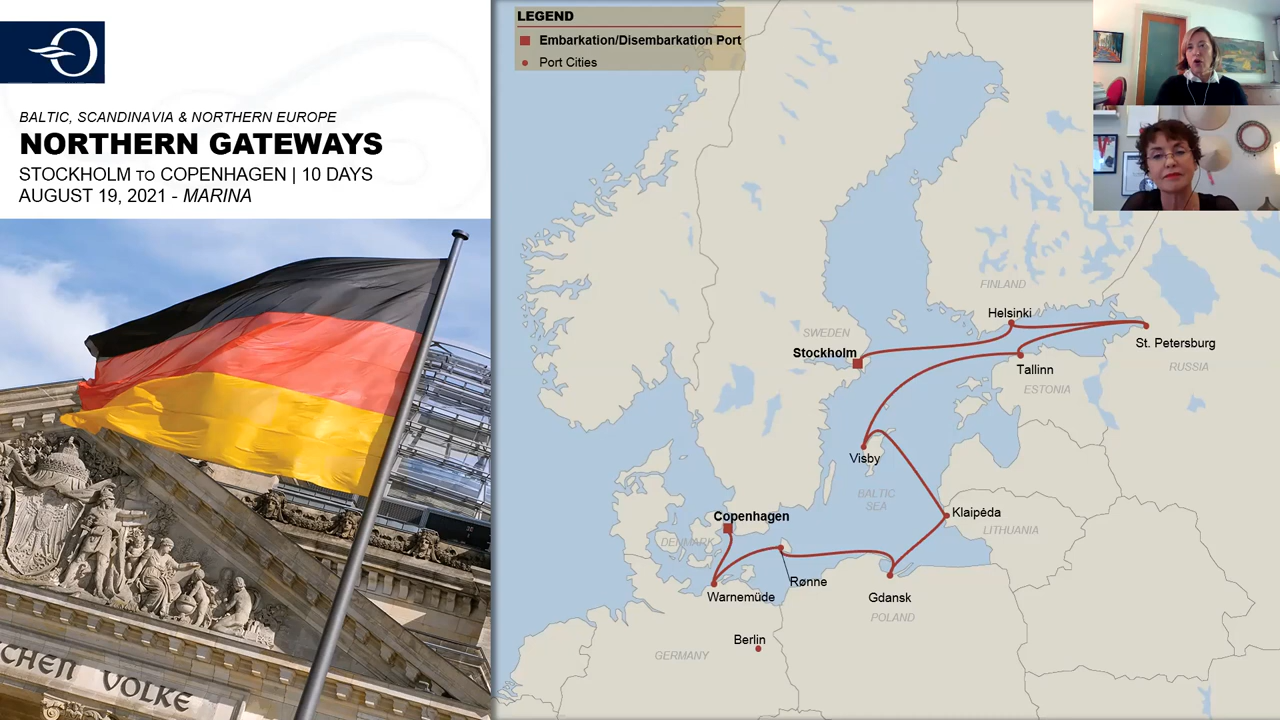 BALTIC, SCANDINAVIA & NORTHERN EUROPE
NORTHERN GATEWAYS
STOCKHOLM TO COPENHAGEN | 10 DAYS
AUGUST 19, 2021 - MARINA
CHEN VOLKE
LEGEND
Embarkation/Disembarkation Port
Port Cities
FINLAND
Helsinki
SWEDEN
Stockholm
St. Petersburg
RUSSIA
Tallinn
ESTONIA
Visby
BALTIC
SEA
Klaipėda
LITHUANIA
Copenhagen
DENMARK
Rønne
Warnemüde
Gdansk
POLAND
Berlin
GERMANY